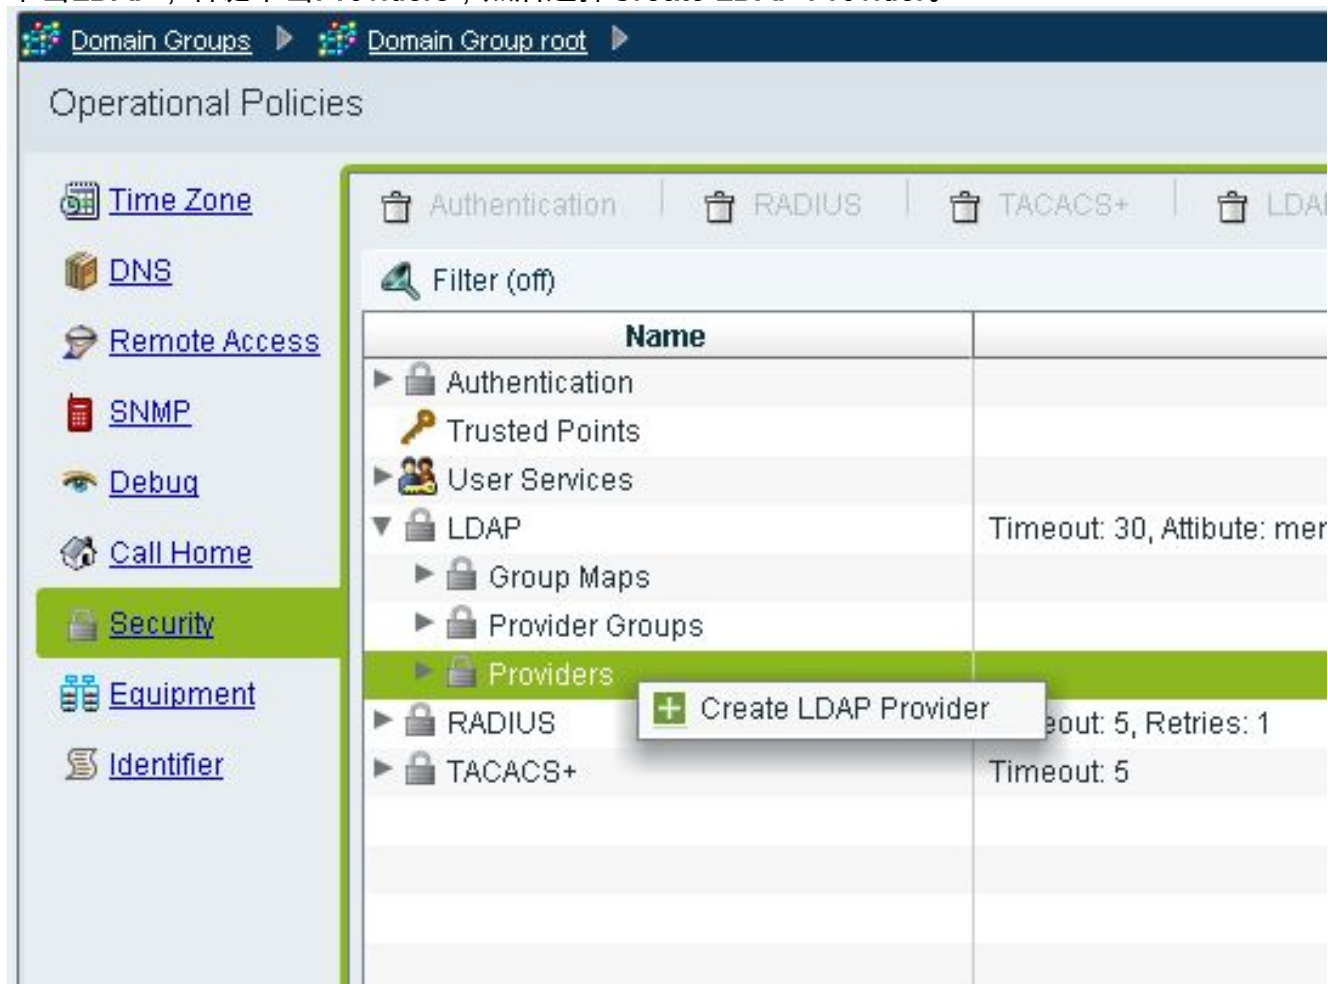 Domain Groups Domain Group root
Operational Policies
Time Zone
DNS
Remote Access
SNMP
Debug
Call Home
Security
Equipment
Identifier
Authentication RADIUS TACACS+
Filter (off)
Name
Authentication
Trusted Points
User Services
LDAP Timeout: 30, Attibute:
Group Maps
Provider Groups
Providers
Create LDAP Provider
RADIUS 5, Retries: 1
TACACS+ Timeout: 5